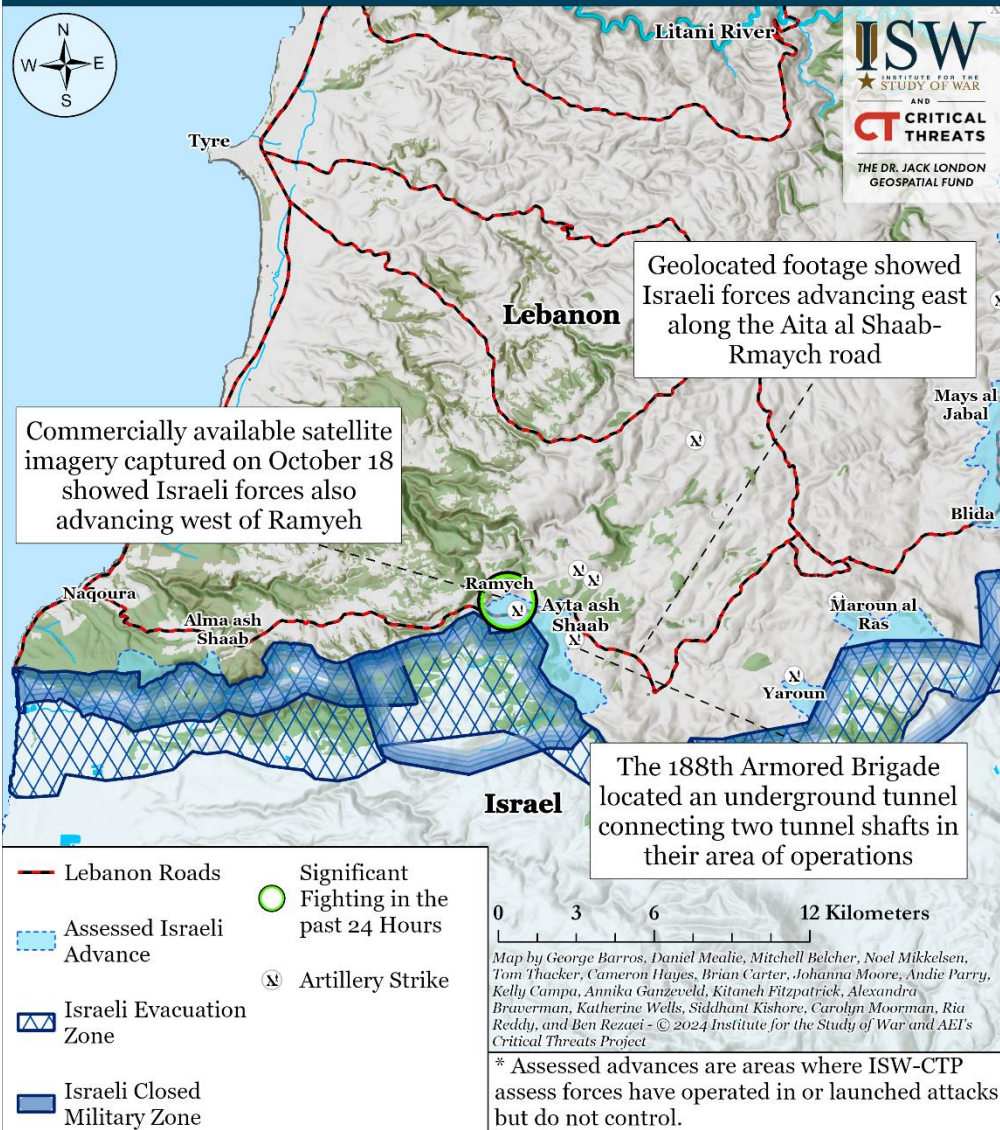 N
W
E
S
Litani River
ISW
INSTITUTE FOR THE
STUDY OF WAR
AND
CT CRITICAL
THREATS
THE DR. JACK LONDON
GEOSPATIAL FUND
Tyre
Geolocated footage showed
Israeli forces advancing east
along the Aita al Shaab-
Rmaych road
Lebanon
Mays al
Jabal
Commercially available satellite
imagery captured on October 18
showed Israeli forces also
advancing west of Ramyeh
Blida
Ramych
Naqoura
Ayta ash
Shaab
Maroun al
Ras
Alma ash
Shaab
Yaroun
The 188th Armored Brigade
located an underground tunnel
connecting two tunnel shafts in
their area of operations
Israel
Lebanon Roads
Assessed Israeli
Advance
Israeli Evacuation
Zone
Israeli Closed
Military Zone
Significant
Fighting in the
past 24 Hours
Artillery Strike
0 3 6 12 Kilometers
Map by George Barros, Daniel Mealie, Mitchell Belcher, Noel Mikkelsen,
Tom Thacker, Cameron Hayes, Brian Carter, Johanna Moore, Andie Parry,
Kelly Campa, Annika Ganzeveld, Kitaneh Fitzpatrick, Alexandra
Braverman, Katherine Wells, Siddhant Kishore, Carolyn Moorman, Ria
Reddy, and Ben Rezaei - © 2024 Institute for the Study of War and AEI's
Critical Threats Project
* Assessed advances are areas where ISW-CTP
assess forces have operated in or launched attacks
but do not control.